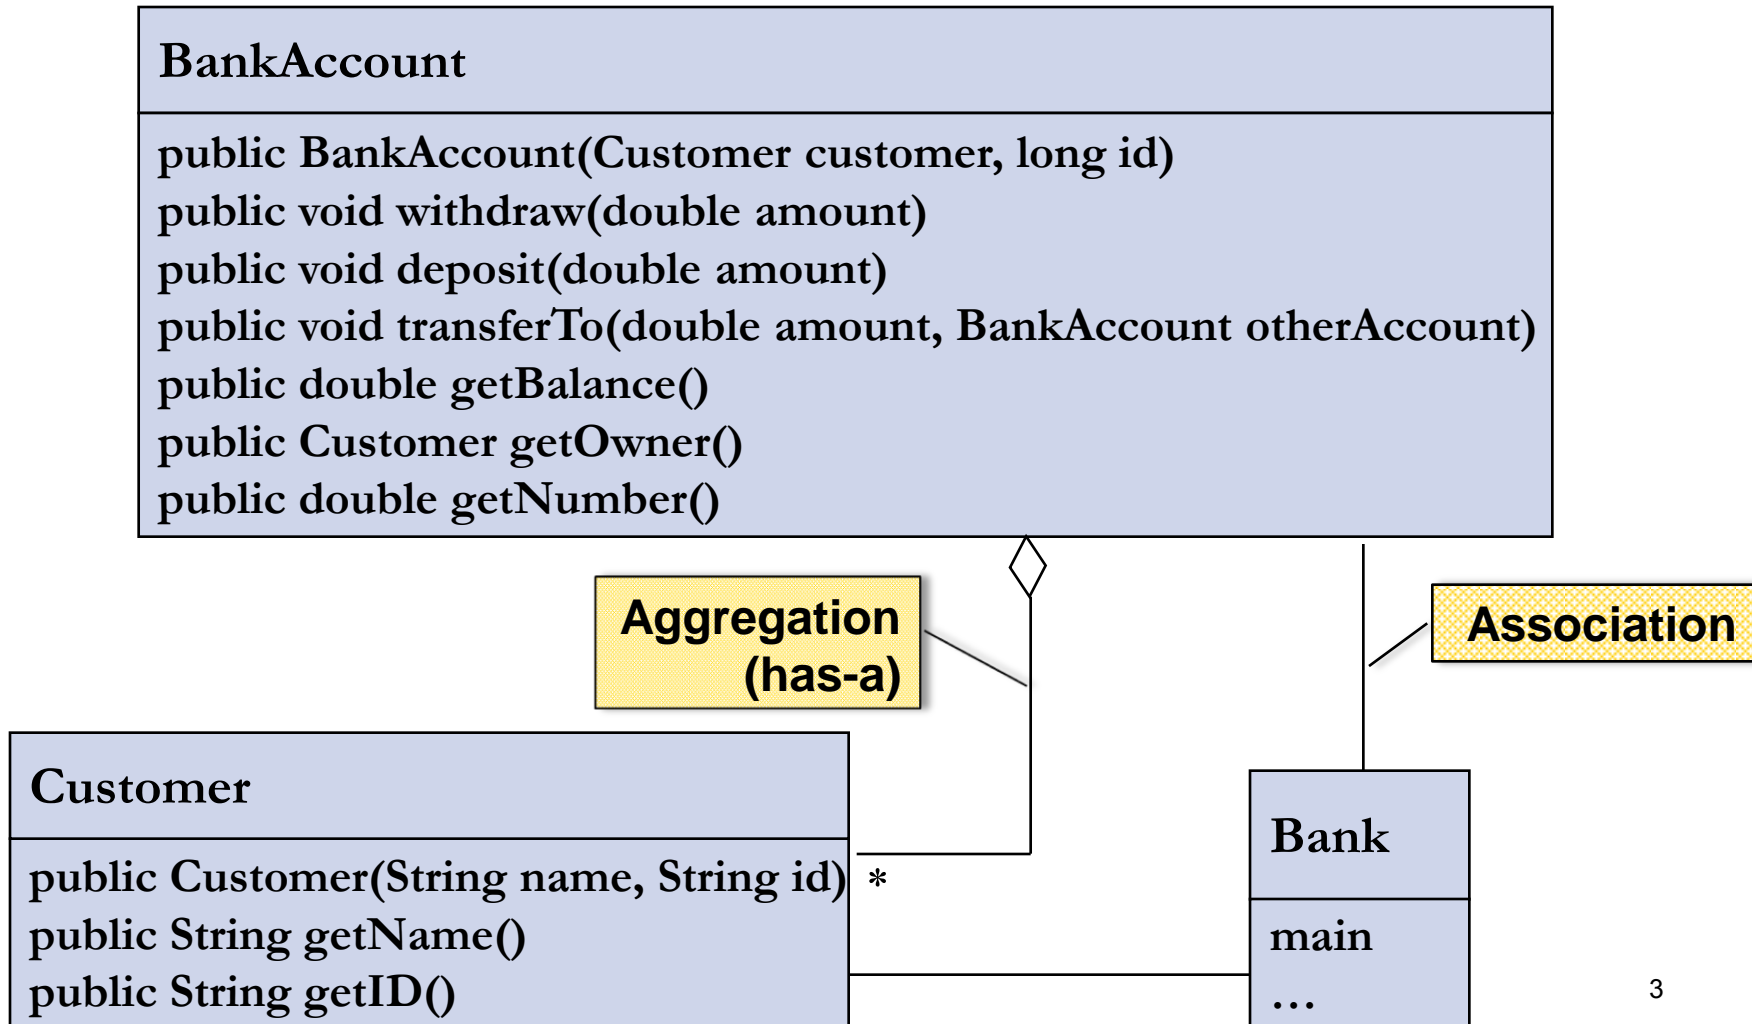 BankAccount
public BankAccount(Customer customer, long id)
public void withdraw(double amount)
public void deposit(double amount)
public void transferTo(double amount, BankAccount otherAccount)
public double getBalance()
public Customer getOwner()
public double getNumber()
Aggregation
(has-a)
Association
Customer
public Customer(String name, String id)
*
public String getName()
public String getID()
Bank
main
…
3